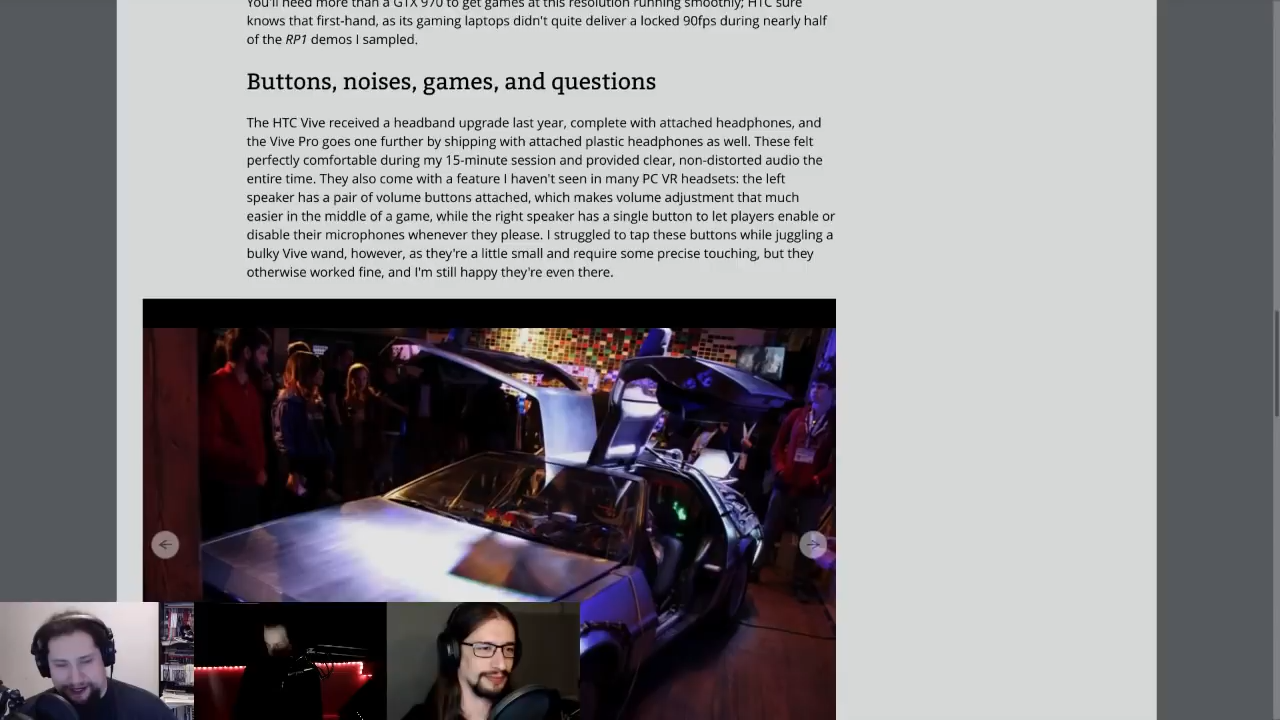 You'll need more than a GTX 970 to get games at this resolution running smoothly; HTC sure
knows that first-hand, as its gaming laptops didn't quite deliver a locked 90fps during nearly half
of the RP1 demos I sampled.
Buttons, noises, games, and questions
The HTC Vive received a headband upgrade last year, complete with attached headphones, and
the Vive Pro goes one further by shipping with attached plastic headphones as well. These felt
perfectly comfortable during my 15-minute session and provided clear, non-distorted audio the
entire time. They also come with a feature I haven't seen in many PC VR headsets: the left
speaker has a pair of volume buttons attached, which makes volume adjustment that much
easier in the middle of a game, while the right speaker has a single button to let players enable or
disable their microphones whenever they please. I struggled to tap these buttons while juggling a
bulky Vive wand, however, as they're a little small and require some precise touching, but they
otherwise worked fine, and I'm still happy they're even there.